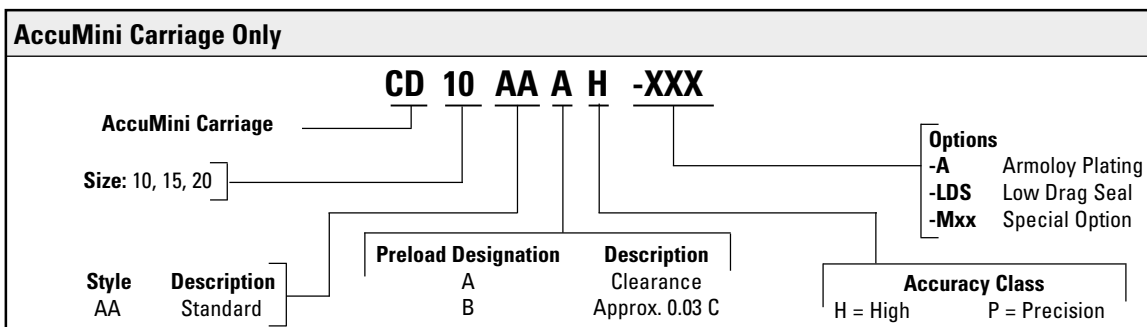 AccuMini Carriage Only
CD 10 AA A H -XXX
AccuMini Carriage
Size: 10, 15, 20
Options
-A Armoloy Plating
-LDS Low Drag Seal
-Mxx Special Option
Style Description
AA Standard
Preload Designation Description
A Clearance
B Approx. 0.03 C
Accuracy Class
H = High P = Precision